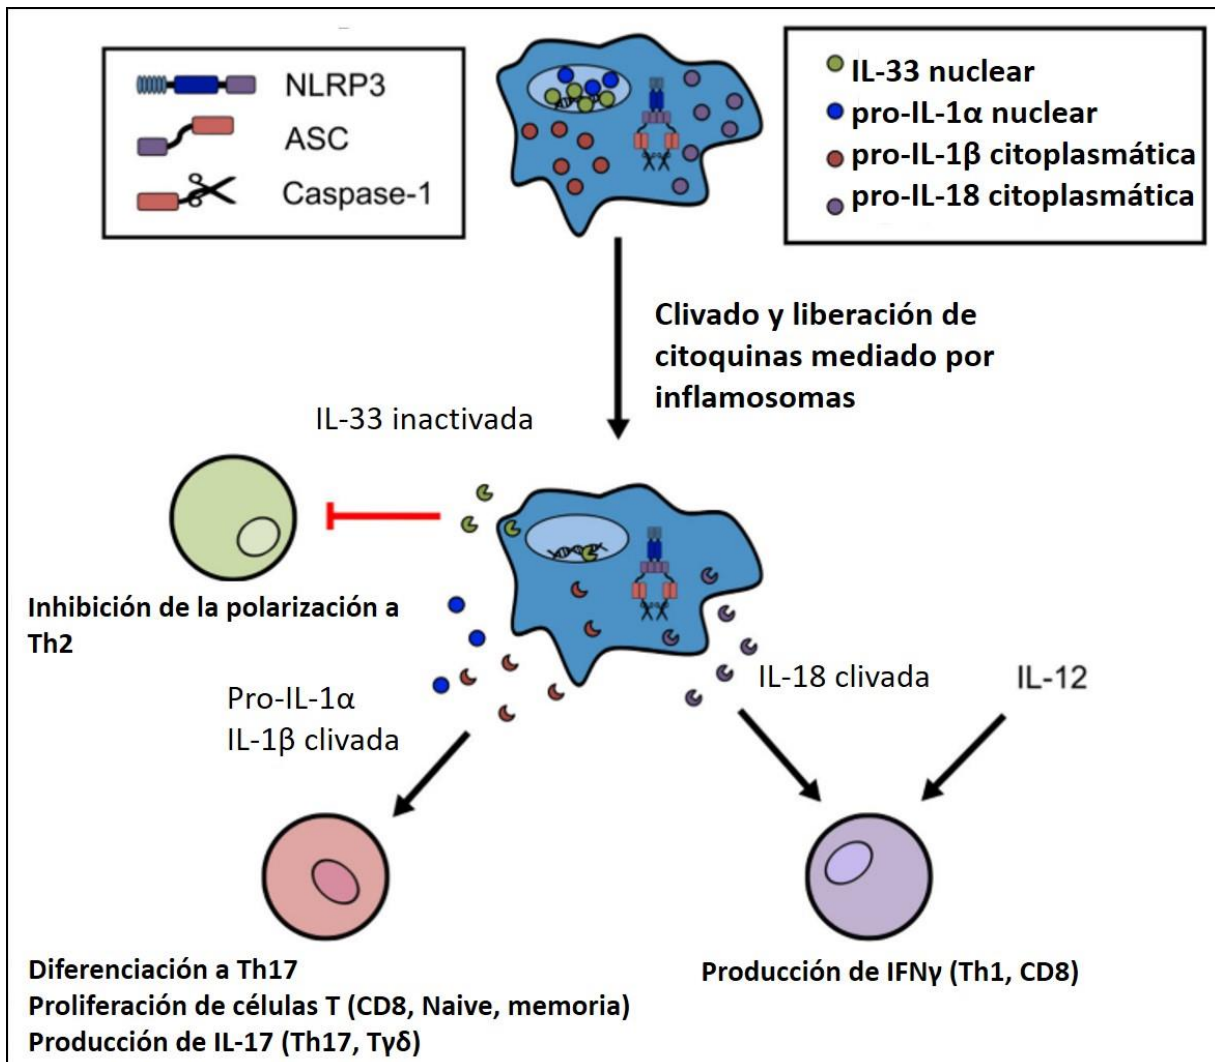 NLRP3
ASC
Caspase-1
IL-33 nuclear
pro-IL-1α nuclear
pro-IL-1β citoplasmática
pro-IL-18 citoplasmática
Clivado y liberación de
citoquinas mediado por
inflamosomas
IL-33 inactivada
Inhibición de la polarización a
Th2
Pro-IL-1α
IL-1β clivada
IL-18 clivada
IL-12
Diferenciación a Th17
Proliferación de células T (CD8, Naive, memoria)
Producción de IL-17 (Th17, Tγδ)
Producción de IFNγ (Th1, CD8)